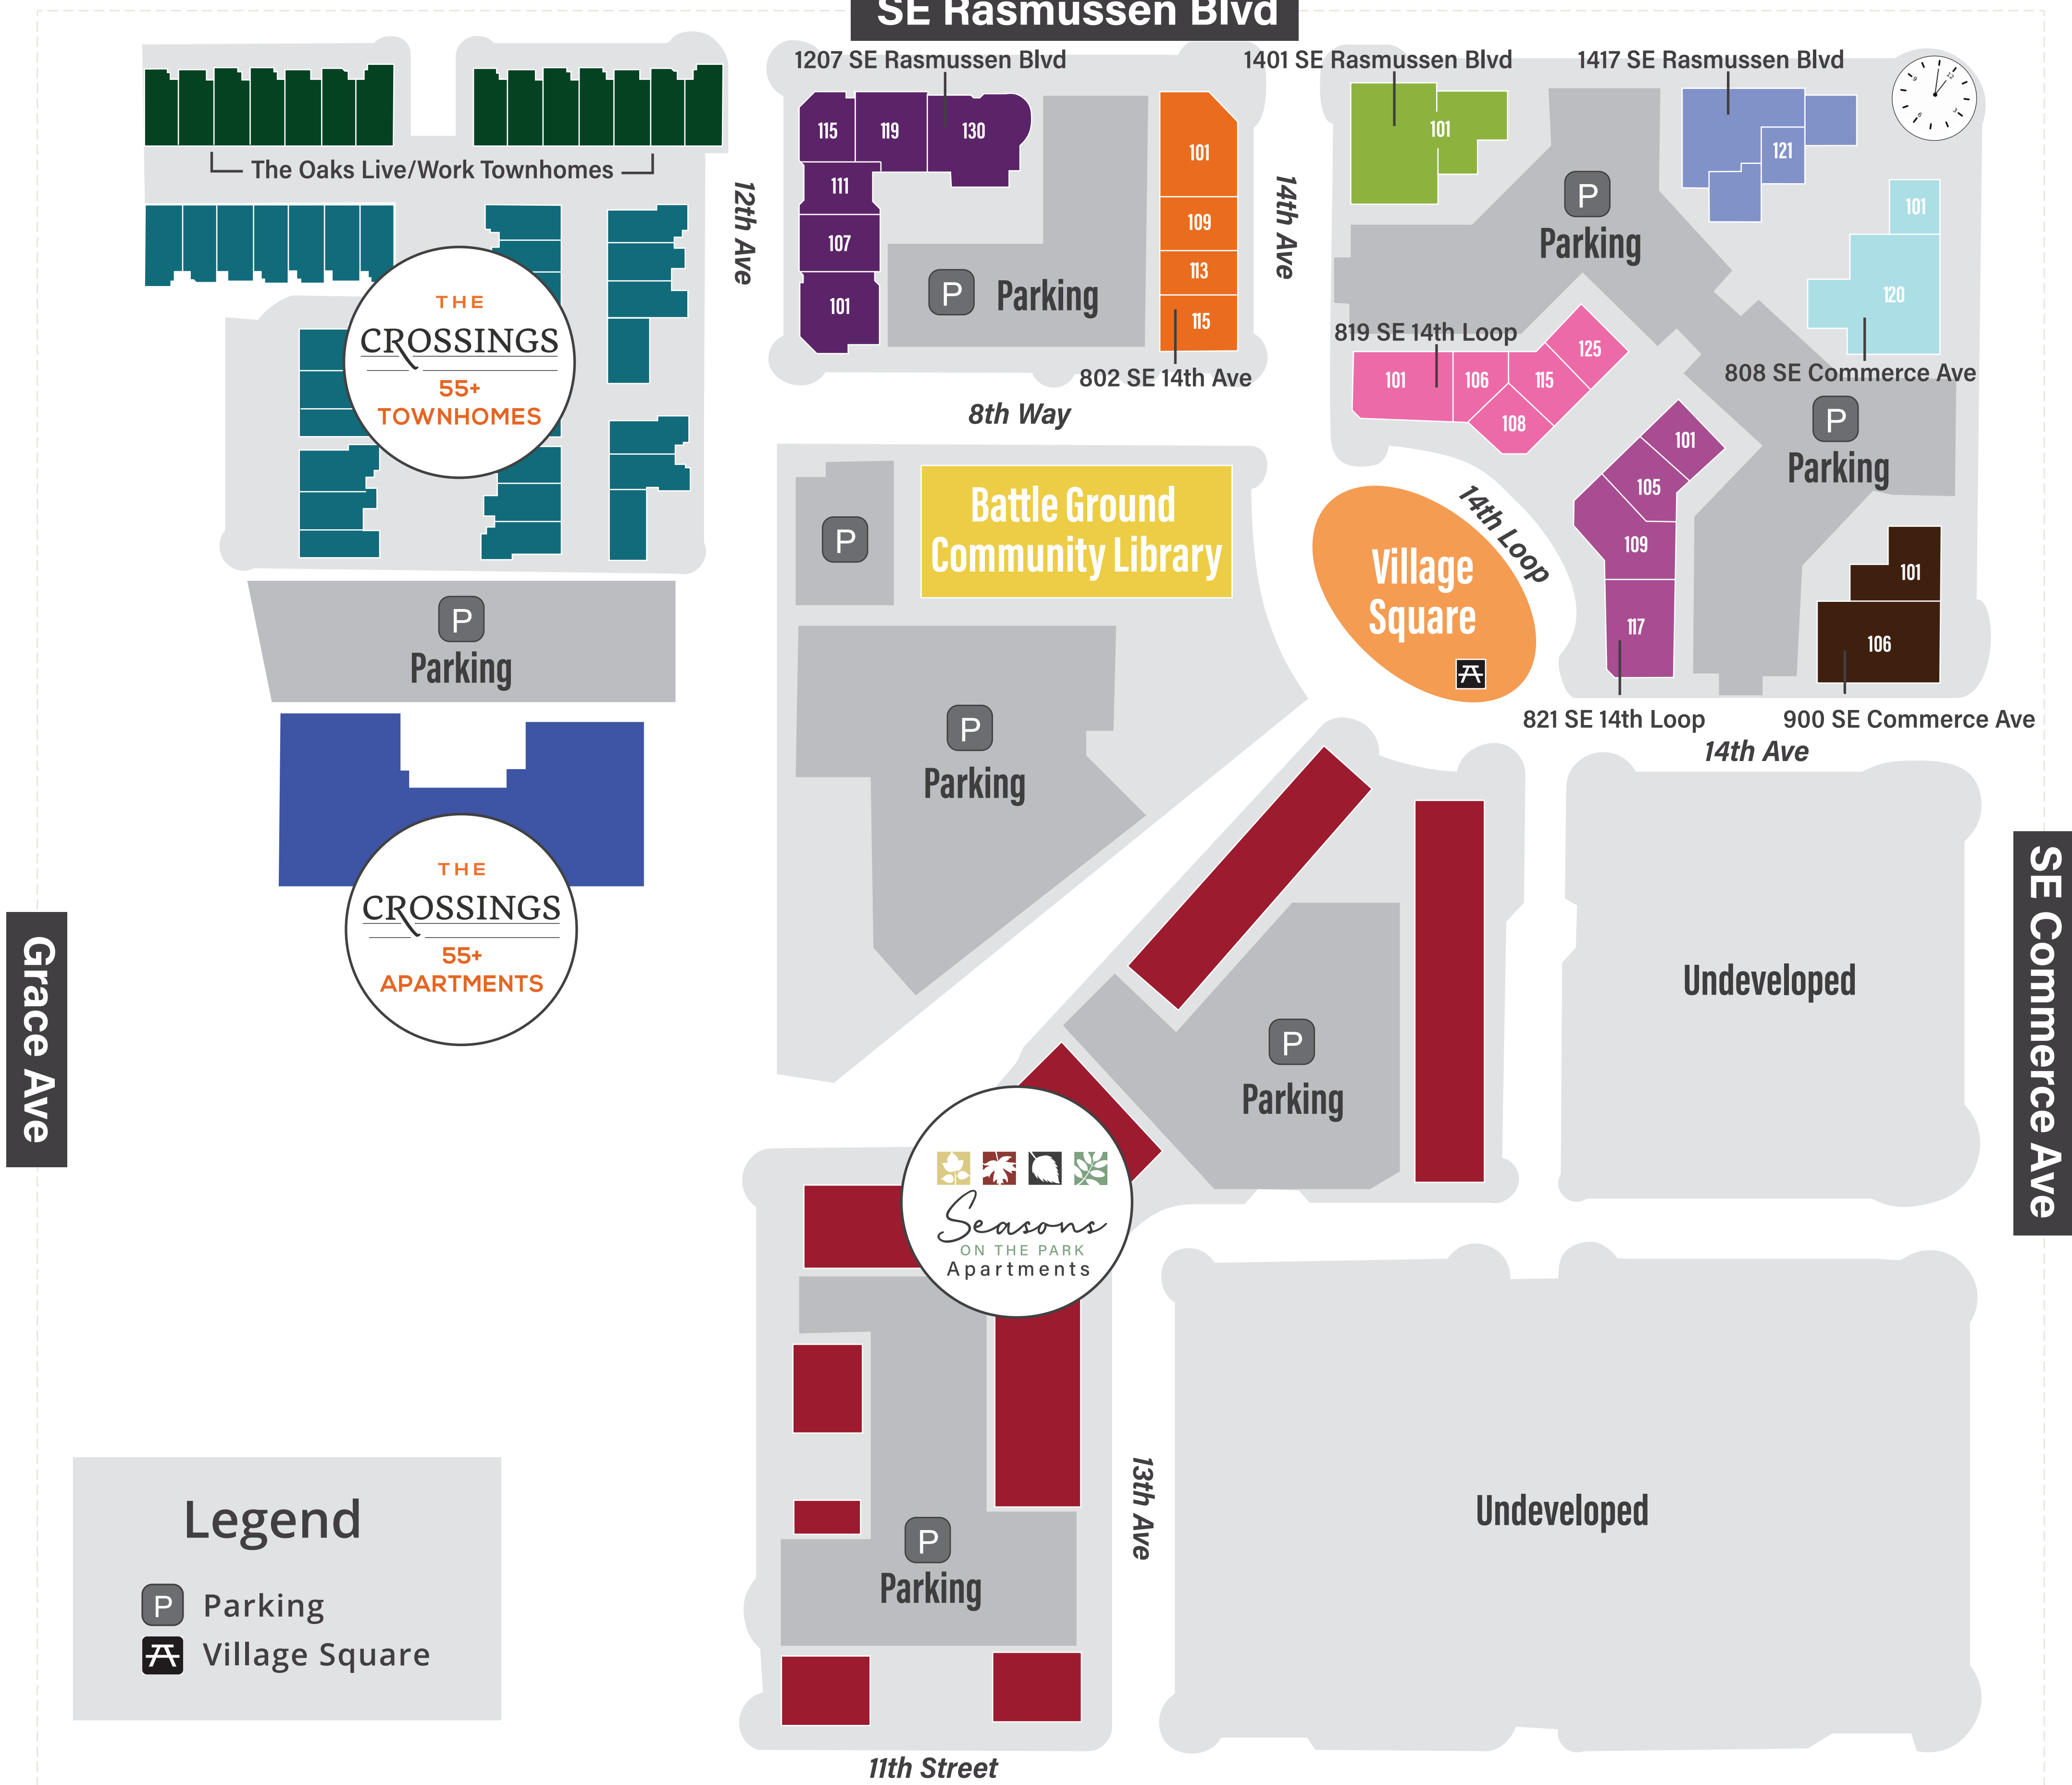 SE Rasmussen Blvd
1207 SE Rasmussen Blvd
1401 SE Rasmussen Blvd
1417 SE Rasmussen Blvd
The Oaks Live/Work Townhomes
12th Ave
115
119
130
111
107
101
P
Parking
101
109
113
115
802 SE 14th Ave
14th Ave
101
P
Parking
121
12
3
6
9
101
120
808 SE Commerce Ave
THE
CROSSINGS
55+
TOWNHOMES
8th Way
819 SE 14th Loop
101
106
108
115
125
P
Parking
101
105
109
117
821 SE 14th Loop
101
106
900 SE Commerce Ave
14th Ave
P
Battle Ground
Community Library
14th Loop
Village
Square
P
Parking
P
Parking
THE
CROSSINGS
55+
APARTMENTS
Grace Ave
SE Commerce Ave
Undeveloped
P
Parking
Seasons
ON THE PARK
Apartments
13th Ave
Undeveloped
P
Parking
11th Street
Legend
P Parking
Village Square